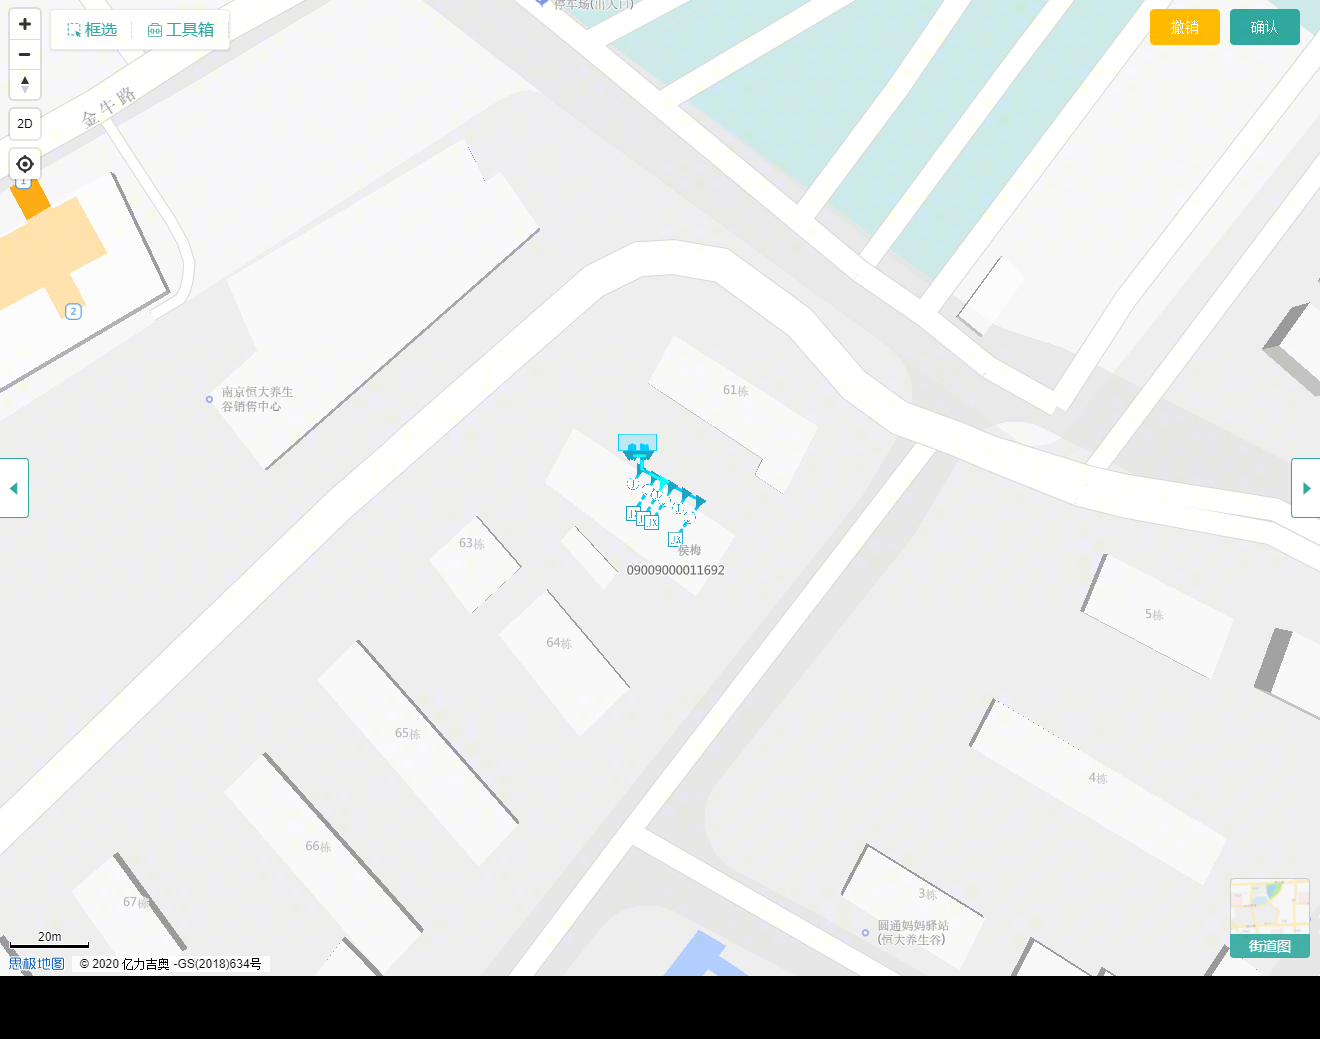 停车场(出入口)
框选
工具箱
撤销
确认
金牛路
2D
1
2
南京恒大养生
谷销售中心
61栋
JX
JX
侯梅
09009000011692
63栋
64栋
65栋
66栋
67栋
5栋
4栋
3栋
圆通妈妈驿站
(恒大养生谷)
20m
思极地图
© 2020 亿力吉奥 -GS(2018)634号
街道图